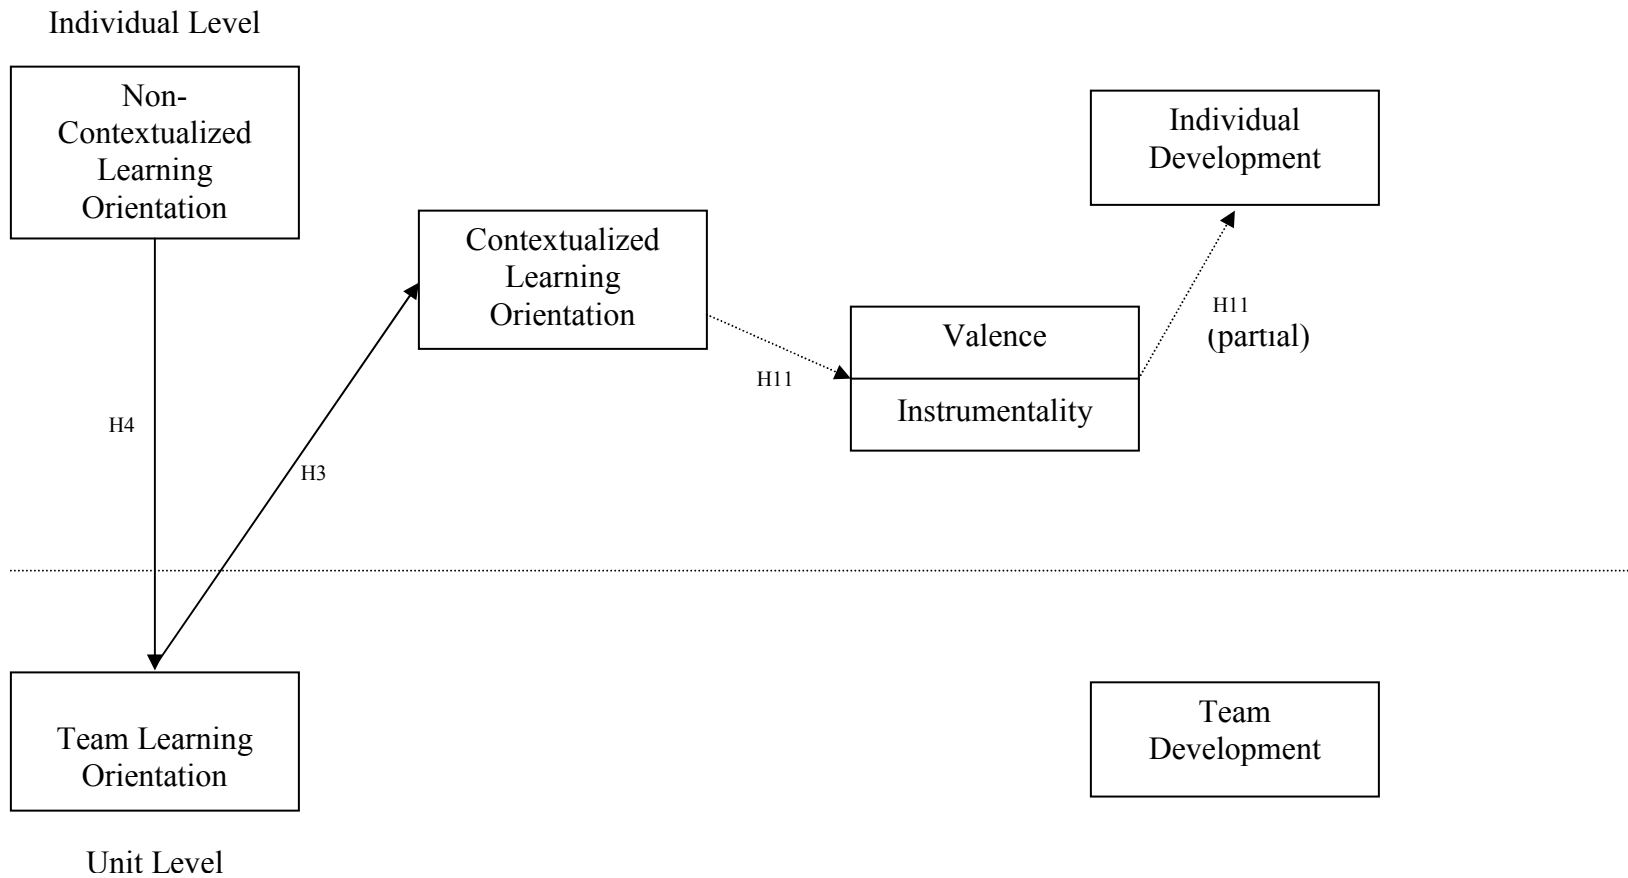 Individual Level
Non-
Contextualized
Learning
Orientation
Individual
Development
Contextualized
Learning
Orientation
H11
(partial)
Valence
H11
Instrumentality
H4
H3
Team Learning
Orientation
Team
Development
Unit Level